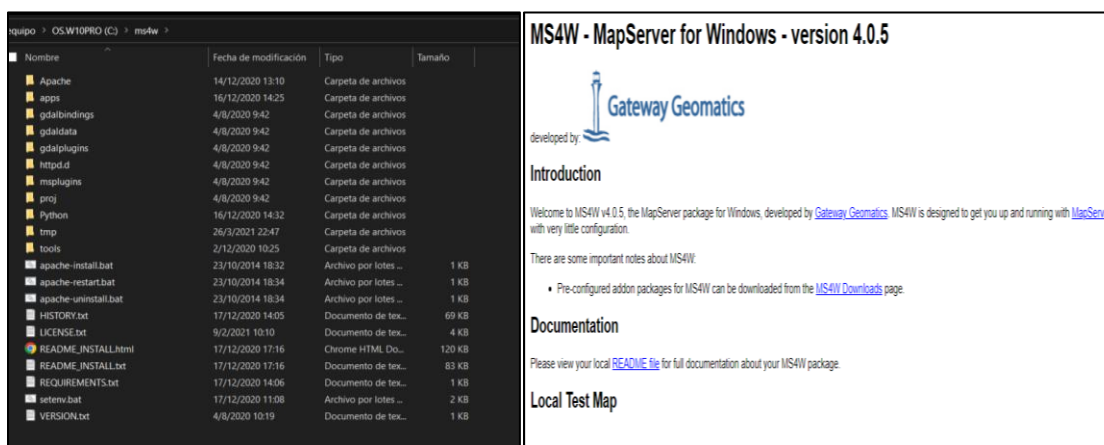 equipo > OS.W10PRO (C:) > ms4w >
Nombre Fecha de modificación Tipo Tamaño
Apache 14/12/2020 13:10 Carpeta de archivos
apps 16/12/2020 14:25 Carpeta de archivos
gdalbindings 4/8/2020 9:42 Carpeta de archivos
gdaldata 4/8/2020 9:42 Carpeta de archivos
gdalplugins 4/8/2020 9:42 Carpeta de archivos
httpd.d 4/8/2020 9:42 Carpeta de archivos
msplugins 4/8/2020 9:42 Carpeta de archivos
proj 4/8/2020 9:42 Carpeta de archivos
Python 16/12/2020 14:32 Carpeta de archivos
tmp 26/3/2021 22:47 Carpeta de archivos
tools 2/12/2020 10:25 Carpeta de archivos
apache-install.bat 23/10/2014 18:32 Archivo por lotes ... 1 KB
apache-restart.bat 23/10/2014 18:34 Archivo por lotes ... 1 KB
apache-uninstall.bat 23/10/2014 18:34 Archivo por lotes ... 1 KB
HISTORY.txt 17/12/2020 14:05 Documento de tex... 69 KB
LICENSE.txt 9/2/2021 10:10 Documento de tex... 4 KB
README_INSTALL.html 17/12/2020 17:16 Chrome HTML Do... 120 KB
README_INSTALL.txt 17/12/2020 17:16 Documento de tex... 83 KB
REQUIREMENTS.txt 17/12/2020 14:06 Documento de tex... 1 KB
setenv.bat 17/12/2020 11:08 Archivo por lotes ... 2 KB
VERSION.txt 4/8/2020 10:19 Documento de tex... 1 KB
MS4W - MapServer for Windows - version 4.0.5
Gateway Geomatics
developed by:
Introduction
Welcome to MS4W v4.0.5, the MapServer package for Windows, developed by Gateway Geomatics. MS4W is designed to get you up and running with MapServ
with very little configuration.
There are some important notes about MS4W:
• Pre-configured addon packages for MS4W can be downloaded from the MS4W Downloads page.
Documentation
Please view your local README file for full documentation about your MS4W package.
Local Test Map